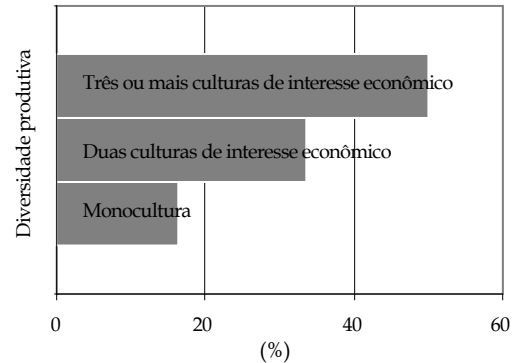 Diversidade produtiva
Três ou mais culturas de interesse econômico
Duas culturas de interesse econômico
Monocultura
0 20 40 60
(%)